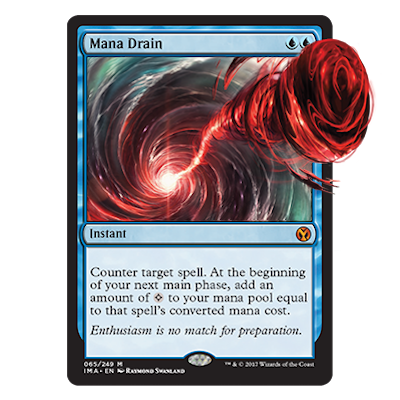 Mana Drain
Instant
Counter target spell. At the beginning
of your next main phase, add an
amount of to your mana pool equal
to that spell's converted mana cost.
Enthusiasm is no match for preparation.
065/249 M
IMA • EN Raymond Swanland
™ & © 2017 Wizards of the Coast